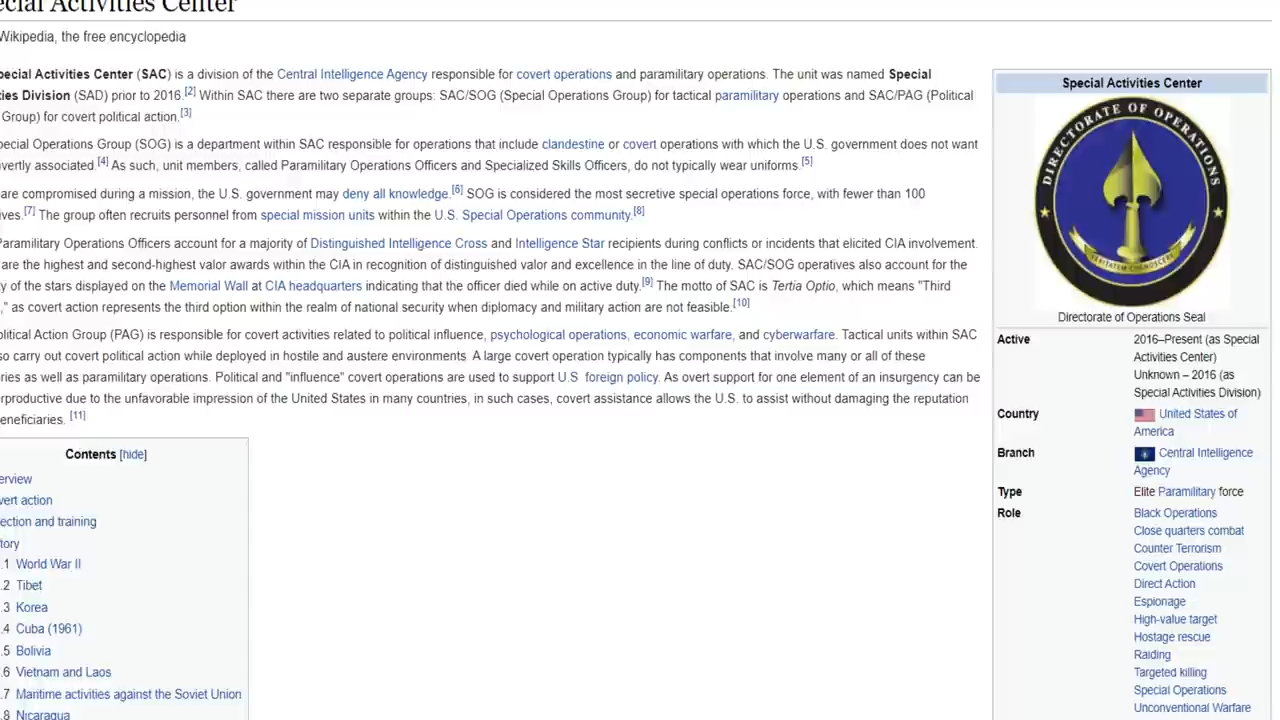 ecial Activities Center
Wikipedia, the free encyclopedia
pecial Activities Center (SAC) is a division of the Central Intelligence Agency responsible for covert operations and paramilitary operations. The unit was named Special
ties Division (SAD) prior to 2016.[2] Within SAC there are two separate groups: SAC/SOG (Special Operations Group) for tactical paramilitary operations and SAC/PAG (Political
Group) for covert political action.[3]
pecial Operations Group (SOG) is a department within SAC responsible for operations that include clandestine or covert operations with which the U.S. government does not want
vertly associated.[4] As such, unit members, called Paramilitary Operations Officers and Specialized Skills Officers, do not typically wear uniforms.[5]
are compromised during a mission, the U.S. government may deny all knowledge.[6] SOG is considered the most secretive special operations force, with fewer than 100
ives.[7] The group often recruits personnel from special mission units within the U.S. Special Operations community.[8]
Paramilitary Operations Officers account for a majority of Distinguished Intelligence Cross and Intelligence Star recipients during conflicts or incidents that elicited CIA involvement.
are the highest and second-highest valor awards within the CIA in recognition of distinguished valor and excellence in the line of duty. SAC/SOG operatives also account for the
y of the stars displayed on the Memorial Wall at CIA headquarters indicating that the officer died while on active duty.[9] The motto of SAC is Tertia Optio, which means "Third
," as covert action represents the third option within the realm of national security when diplomacy and military action are not feasible.[10]
olitical Action Group (PAG) is responsible for covert activities related to political influence, psychological operations, economic warfare, and cyberwarfare. Tactical units within SAC
so carry out covert political action while deployed in hostile and austere environments. A large covert operation typically has components that involve many or all of these
ries as well as paramilitary operations. Political and "influence" covert operations are used to support U.S foreign policy. As overt support for one element of an insurgency can be
rproductive due to the unfavorable impression of the United States in many countries, in such cases, covert assistance allows the U.S. to assist without damaging the reputation
eneficiaries. [11]
Contents [hide]
erview
vert action
ection and training
tory
.1 World War II
.2 Tibet
.3 Korea
.4 Cuba (1961)
.5 Bolivia
.6 Vietnam and Laos
.7 Maritime activities against the Soviet Union
.8 Nicaragua
Special Activities Center
DIRECTORATE OF OPERATIONS
VERITATEM COGNOSCERE
Directorate of Operations Seal
Active 2016–Present (as Special
Activities Center)
Unknown – 2016 (as
Special Activities Division)
Country United States of
America
Branch Central Intelligence
Agency
Type Elite Paramilitary force
Role Black Operations
Close quarters combat
Counter Terrorism
Covert Operations
Direct Action
Espionage
High-value target
Hostage rescue
Raiding
Targeted killing
Special Operations
Unconventional Warfare